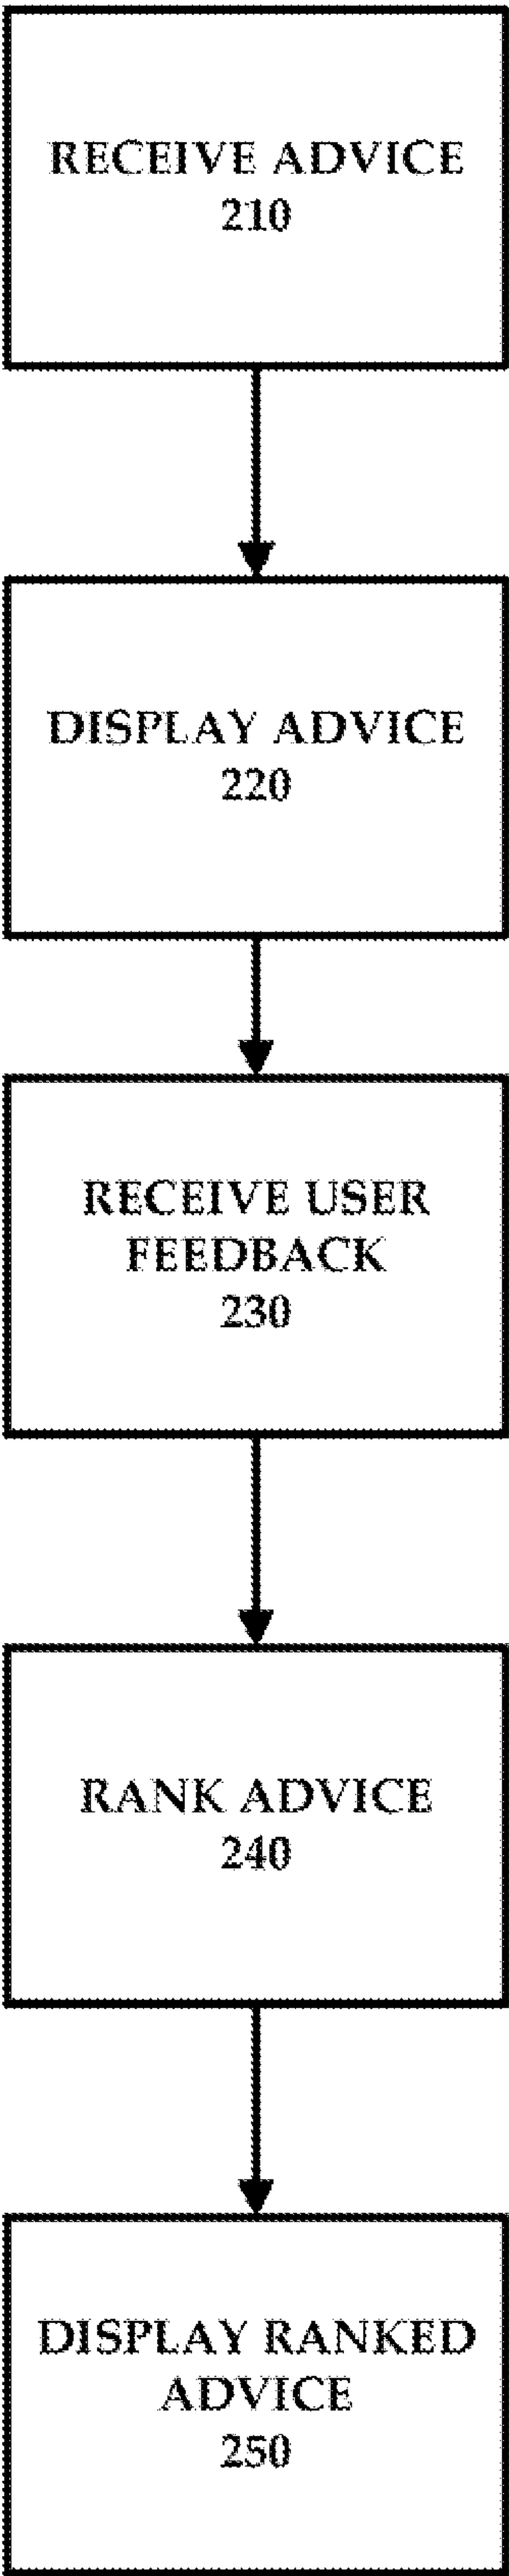 RECEIVE ADVICE
210
DISPLAY ADVICE
220
RECEIVE USER
FEEDBACK
230
RANK ADVICE
240
DISPLAY RANKED
ADVICE
250